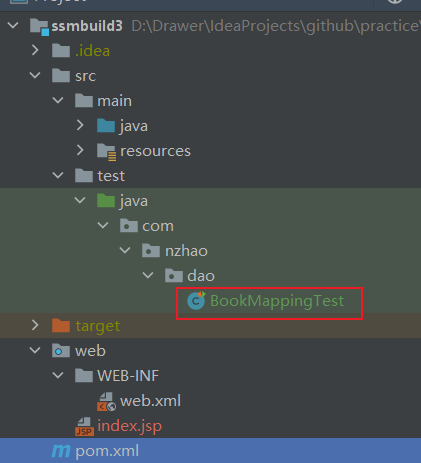 ssmbuild3 D:\Drawer\IdeaProjects\github\practice\
.idea
src
main
java
resources
test
java
com
nzhao
dao
BookMappingTest
target
web
WEB-INF
web.xml
JSP index.jsp
m pom.xml